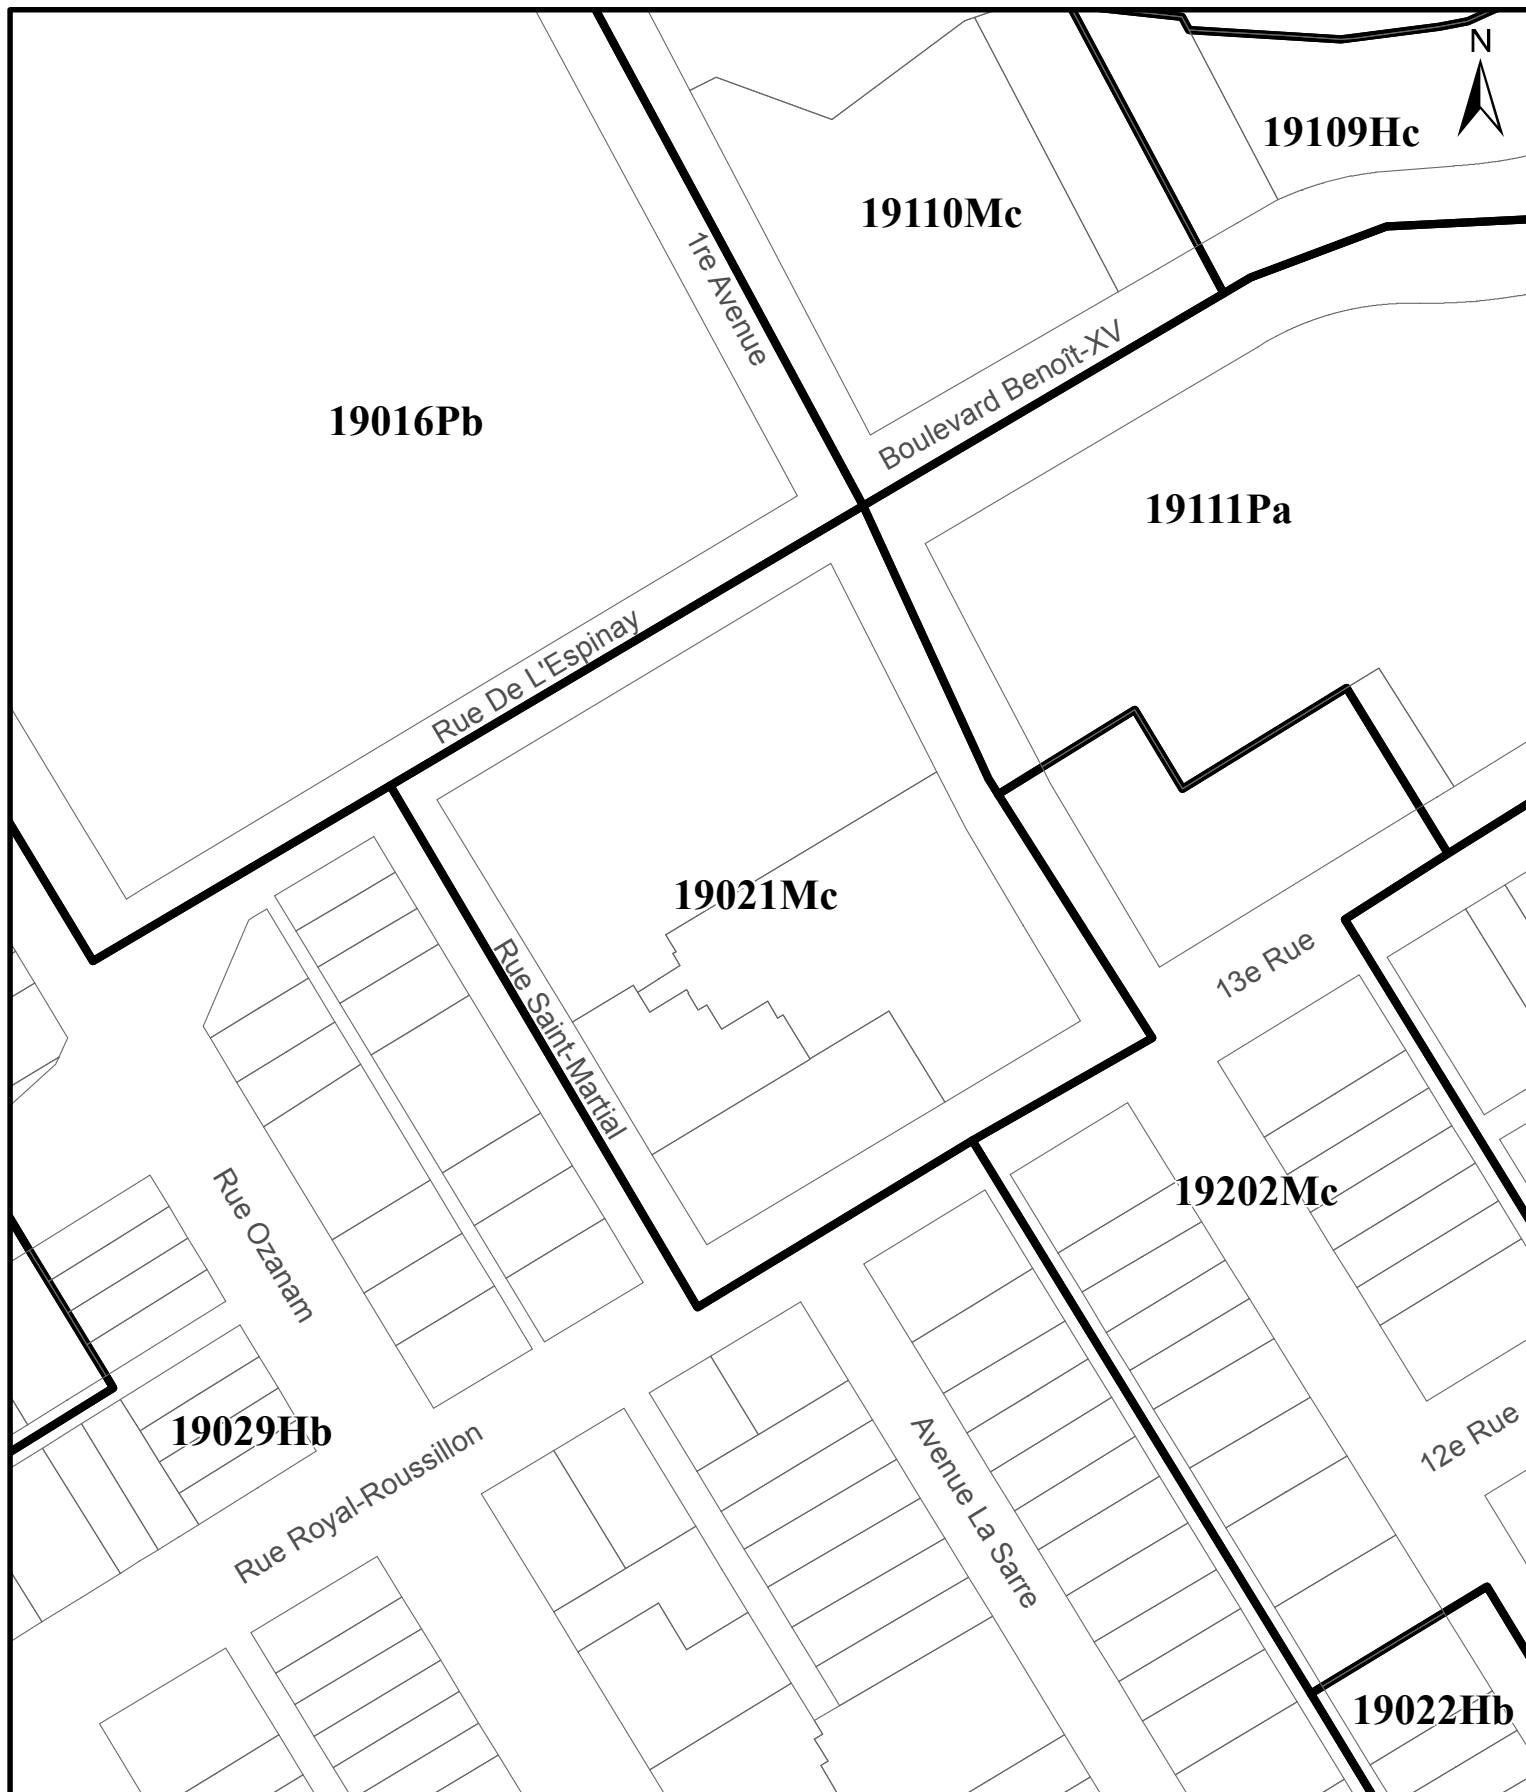 N
19109Hc
19110Mc
1re Avenue
Boulevard Benoît-XV
19016Pb
19111Pa
Rue De L'Espinay
19021Mc
13e Rue
Rue Saint-Martial
19202Mc
Rue Ozanam
19029Hb
Rue Royal-Roussillon
Avenue La Sarre
12e Rue
19022Hb